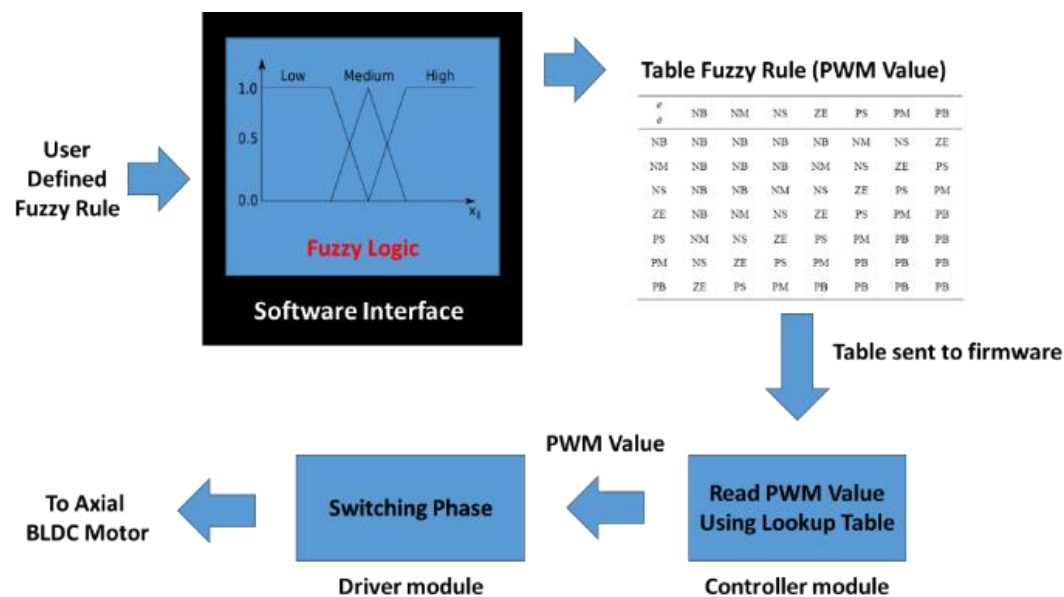 User
Defined
Fuzzy Rule
Low Medium High
1.0
0.5
0.0
Fuzzy Logic
Software Interface
Table Fuzzy Rule (PWM Value)
e
ė NB NM NS ZE PS PM PB
NB NB NB NB NB NM NS ZE
NM NB NB NB NM NS ZE PS
NS NB NB NM NS ZE PS PM
ZE NB NM NS ZE PS PM PB
PS NM NS ZE PS PM PB PB
PM NS ZE PS PM PB PB PB
PB ZE PS PM PB PB PB PB
Table sent to firmware
PWM Value
Read PWM Value
Using Lookup Table
Controller module
Switching Phase
Driver module
To Axial
BLDC Motor